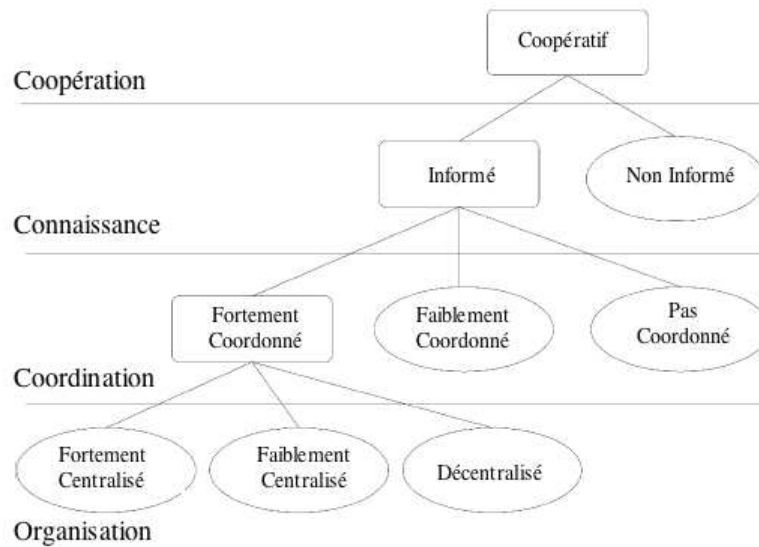 Coopératif
Coopération
Informé
Non Informé
Connaissance
Fortement
Coordonné
Faiblement
Coordonné
Pas
Coordonné
Coordination
Fortement
Centralisé
Faiblement
Centralisé
Décentralisé
Organisation